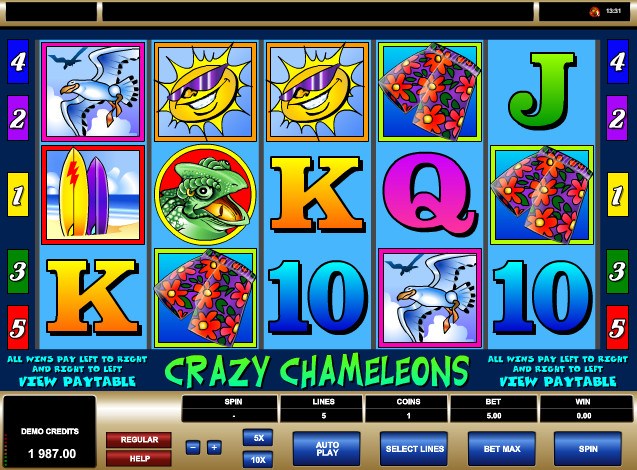 13:31
4
4
J
2
2
1
K
Q
1
3
K
10
10
3
5
5
ALL WINS PAY LEFT TO RIGHT
AND RIGHT TO LEFT
VIEW PAYTABLE
CRAZY CHAMELEONS
ALL WINS PAY LEFT TO RIGHT
AND RIGHT TO LEFT
VIEW PAYTABLE
SPIN
LINES
COINS
BET
WIN
-
5
1
5.00
0.00
DEMO CREDITS
1 987.00
REGULAR
HELP
−
+
5X
10X
AUTO
PLAY
SELECT LINES
BET MAX
SPIN